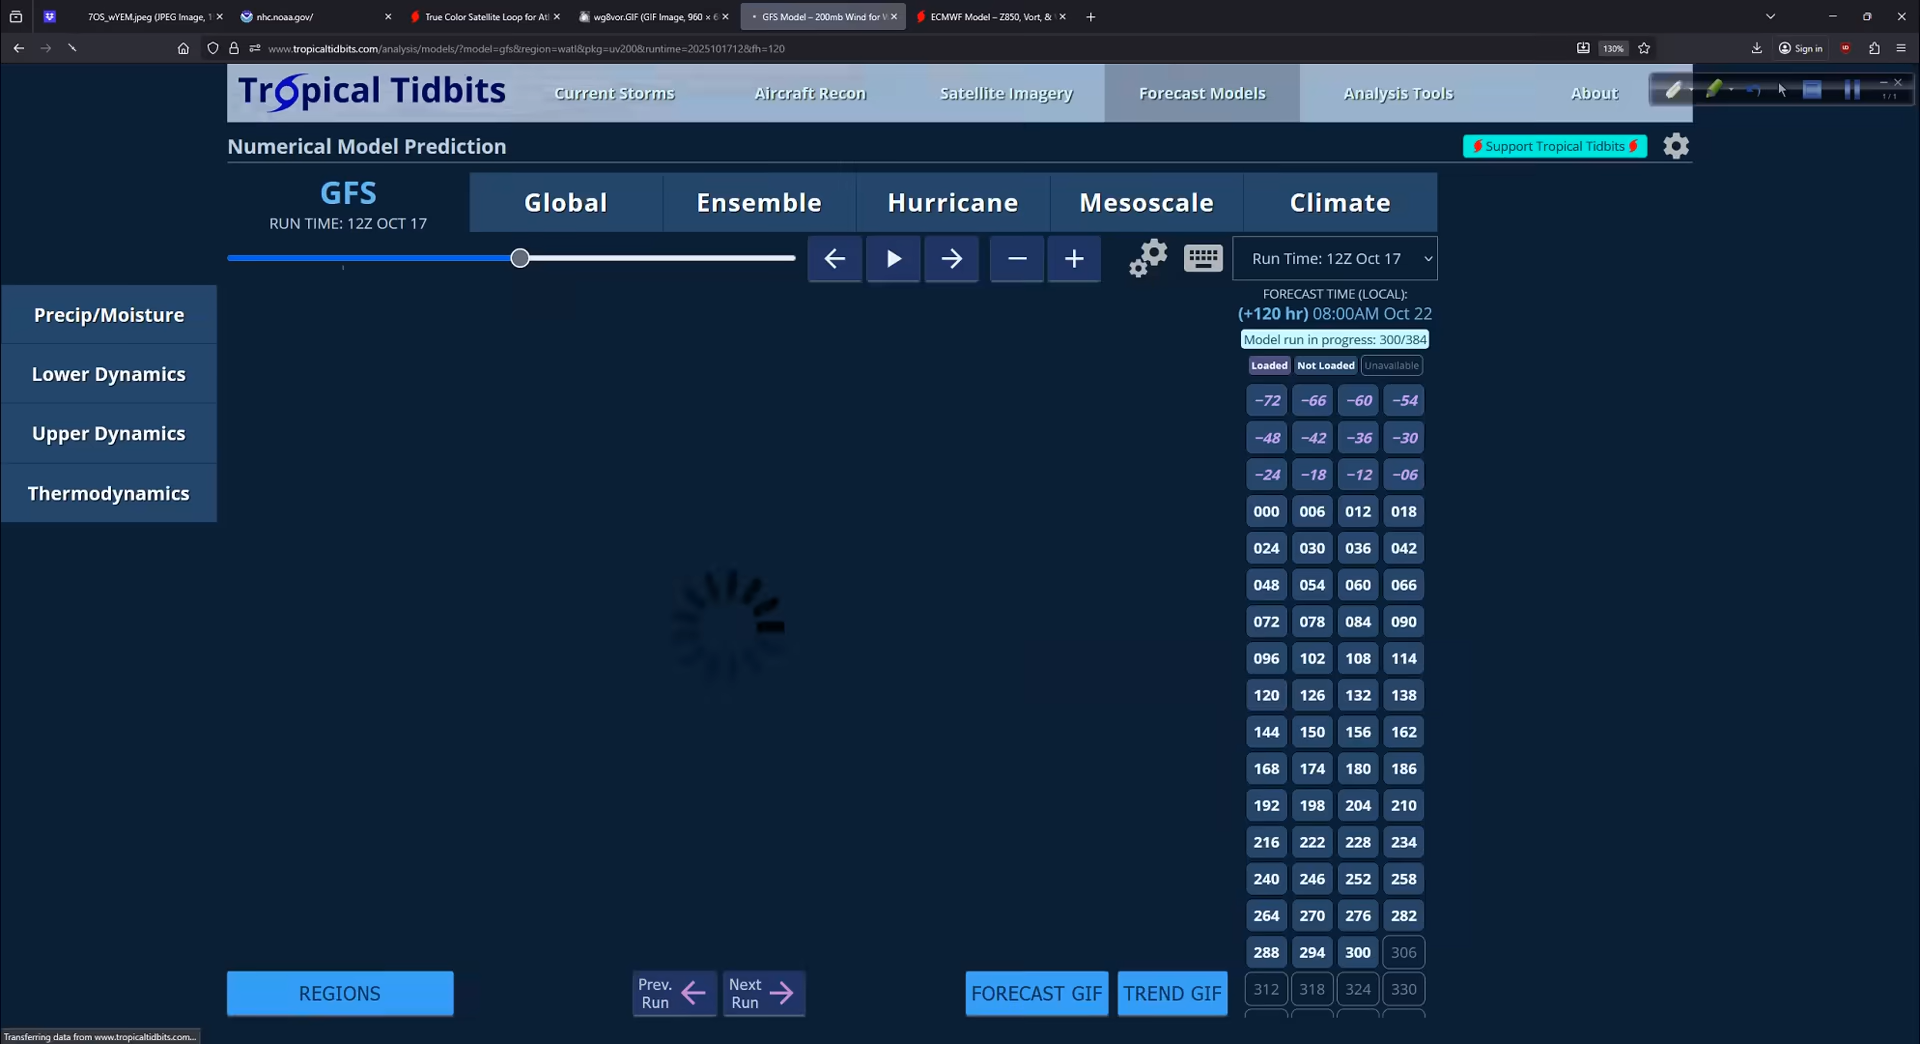 7OS_wYEM.jpeg (JPEG Image, 1
nhc.noaa.gov/
True Color Satellite Loop for Atl
wg8vor.GIF (GIF Image, 960 × 6
GFS Model – 200mb Wind for W
ECMWF Model – Z850, Vort, &
www.tropicaltidbits.com/analysis/models/?model=gfs&region=watl&pkg=uv200&runtime=2025101712&fh=120
130%
Sign in
Tropical Tidbits
Current Storms
Aircraft Recon
Satellite Imagery
Forecast Models
Analysis Tools
About
1/1
Numerical Model Prediction
Support Tropical Tidbits
GFS
RUN TIME: 12Z OCT 17
Global
Ensemble
Hurricane
Mesoscale
Climate
Run Time: 12Z Oct 17
FORECAST TIME (LOCAL):
(+120 hr) 08:00AM Oct 22
Model run in progress: 300/384
Loaded Not Loaded Unavailable
Precip/Moisture
Lower Dynamics
Upper Dynamics
Thermodynamics
−72 −66 −60 −54
−48 −42 −36 −30
−24 −18 −12 −06
000 006 012 018
024 030 036 042
048 054 060 066
072 078 084 090
096 102 108 114
120 126 132 138
144 150 156 162
168 174 180 186
192 198 204 210
216 222 228 234
240 246 252 258
264 270 276 282
288 294 300 306
312 318 324 330
REGIONS
Prev. Run
Next Run
FORECAST GIF
TREND GIF
Transferring data from www.tropicaltidbits.com...